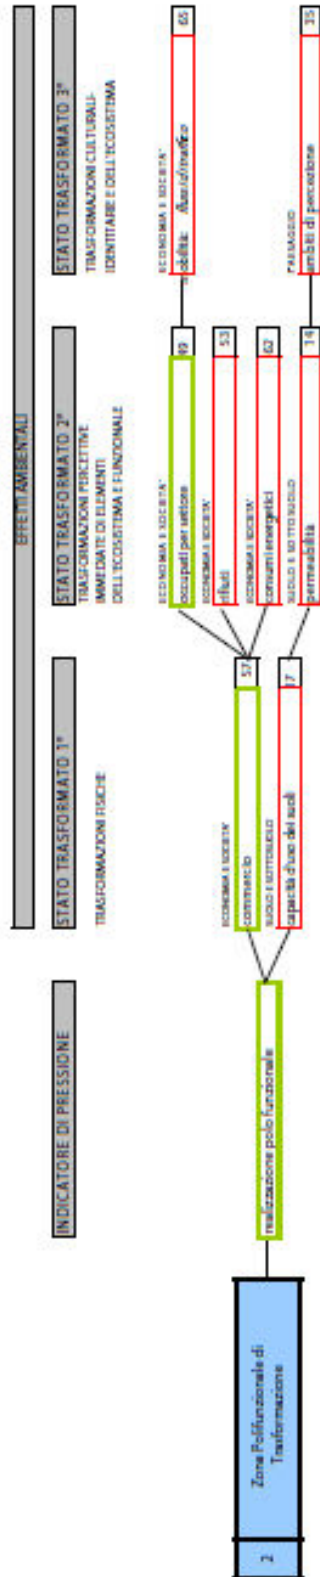 EFFETTI AMBIENTALI
INDICATORE DI PRESSIONE
STATO TRASFORMATO 1°
STATO TRASFORMATO 2°
STATO TRASFORMATO 3°
TRASFORMAZIONI FISICHE
TRASFORMAZIONI PERCETTIVE
IMMEDIATE DI ELEMENTI
DELL'ECOSISTEMA E FUNZIONALE
TRASFORMAZIONI CULTURALI-
IDENTITARIE E DELL'ECOSISTEMA
2
Zona Polifunzionale di
Trasformazione
realizzazione polo funzionale
ECONOMIA E SOCIETA'
commercio
57
SUOLO E SOTTOSUOLO
capacità d'uso dei suoli
17
ECONOMIA E SOCIETA'
occupati per settore
49
ECONOMIA E SOCIETA'
rifiuti
53
ECONOMIA E SOCIETA'
consumi energetici
62
SUOLO E SOTTOSUOLO
permeabilità
14
ECONOMIA E SOCIETA'
mobilità: flussi di traffico
65
PAESAGGIO
ambiti di percezione
35